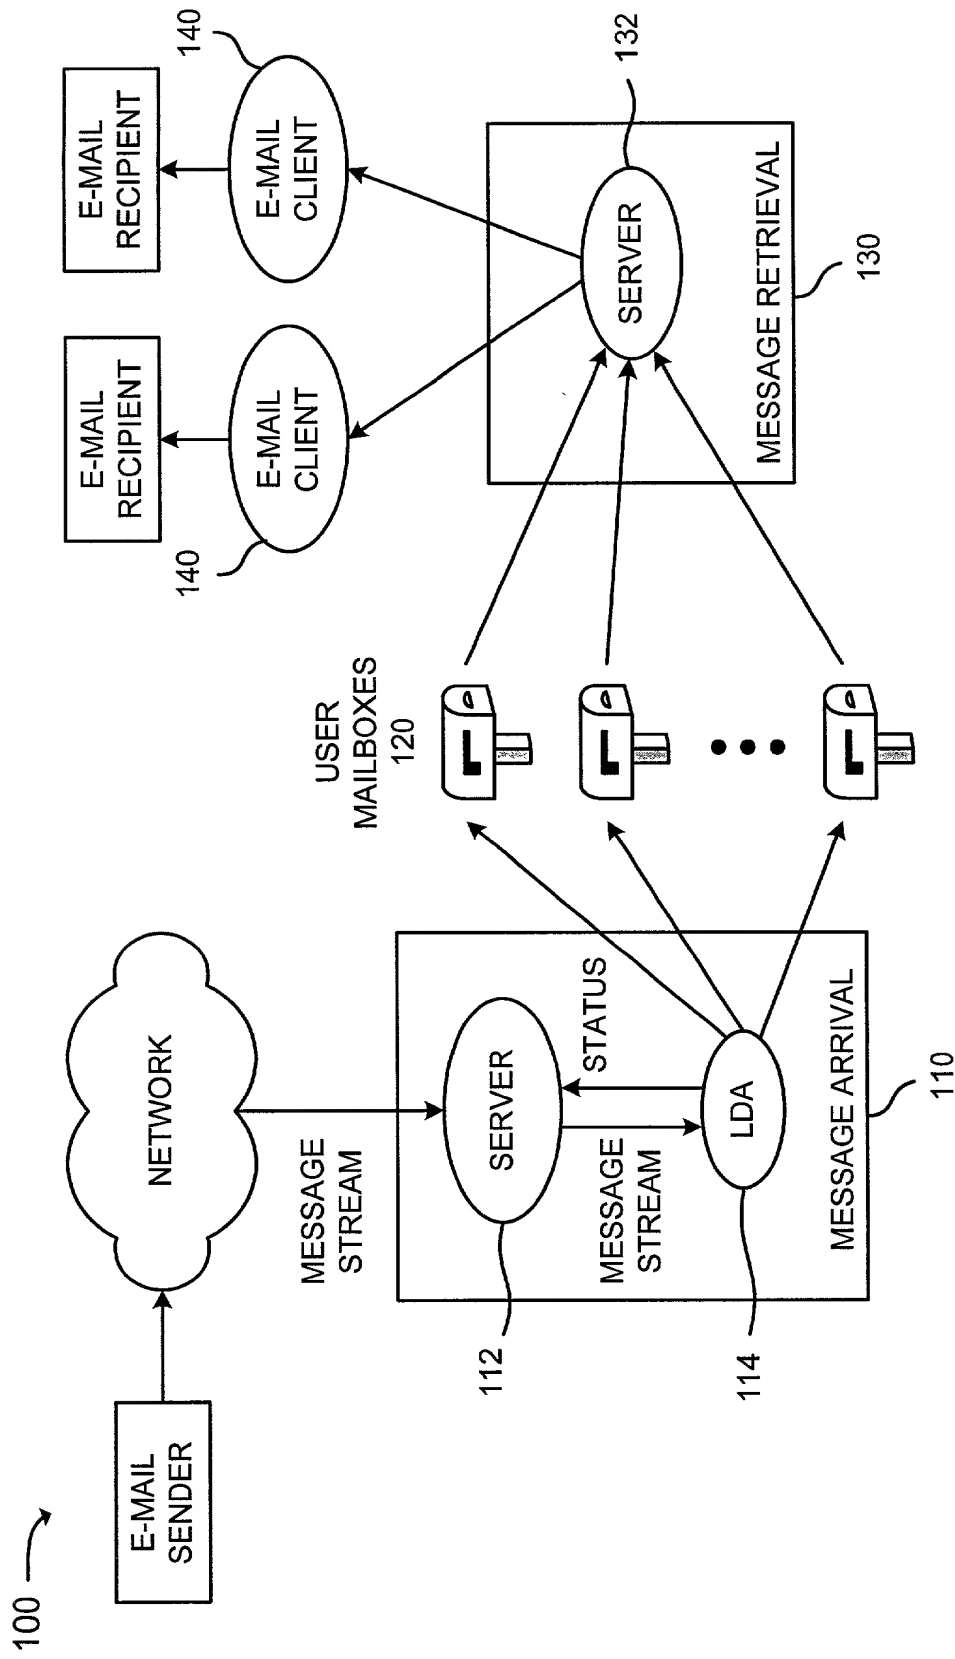 100
E-MAIL
SENDER
NETWORK
MESSAGE
STREAM
112
SERVER
MESSAGE
STREAM
STATUS
114
LDA
MESSAGE ARRIVAL
110
USER
MAILBOXES
120
SERVER
132
MESSAGE RETRIEVAL
130
140
E-MAIL
CLIENT
E-MAIL
RECIPIENT
140
E-MAIL
CLIENT
E-MAIL
RECIPIENT